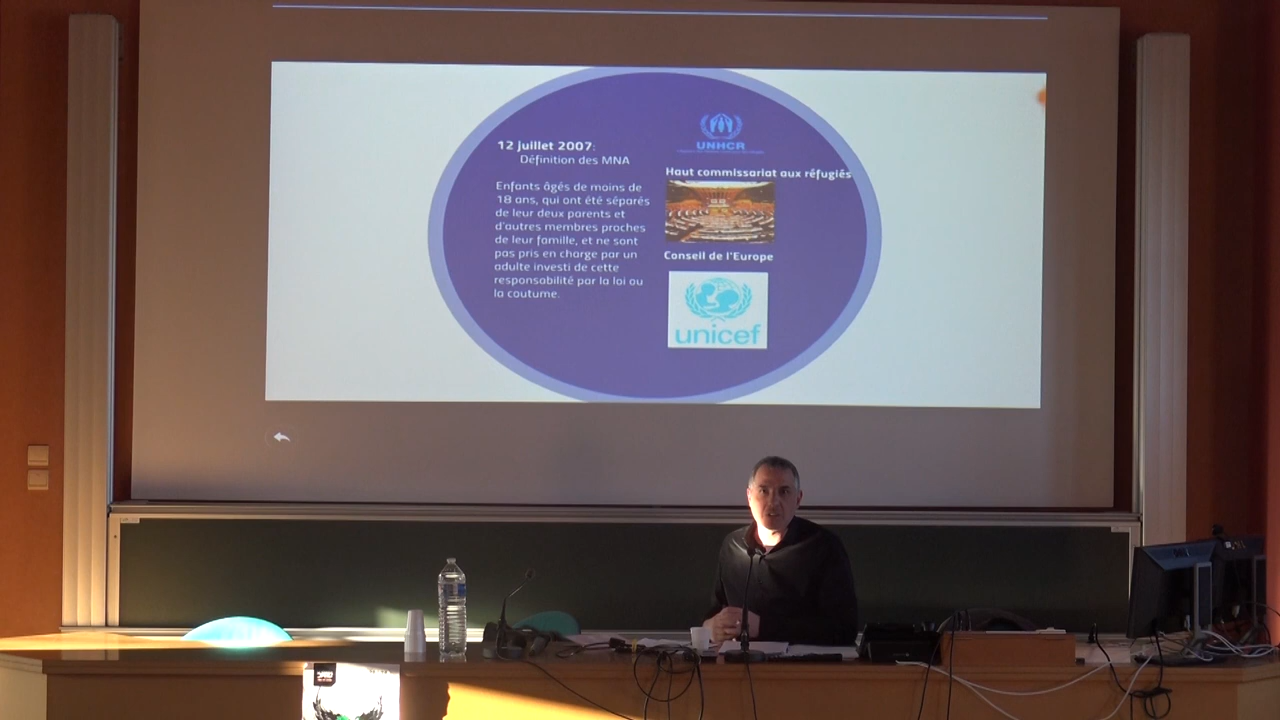 12 juillet 2007:
Définition des MNA
Enfants âgés de moins de
18 ans, qui ont été séparés
de leur deux parents et
d'autres membres proches
de leur famille, et ne sont
pas pris en charge par un
adulte investi de cette
responsabilité par la loi ou
la coutume.
UNHCR
Haut commissariat aux réfugiés
Conseil de l'Europe
unicef